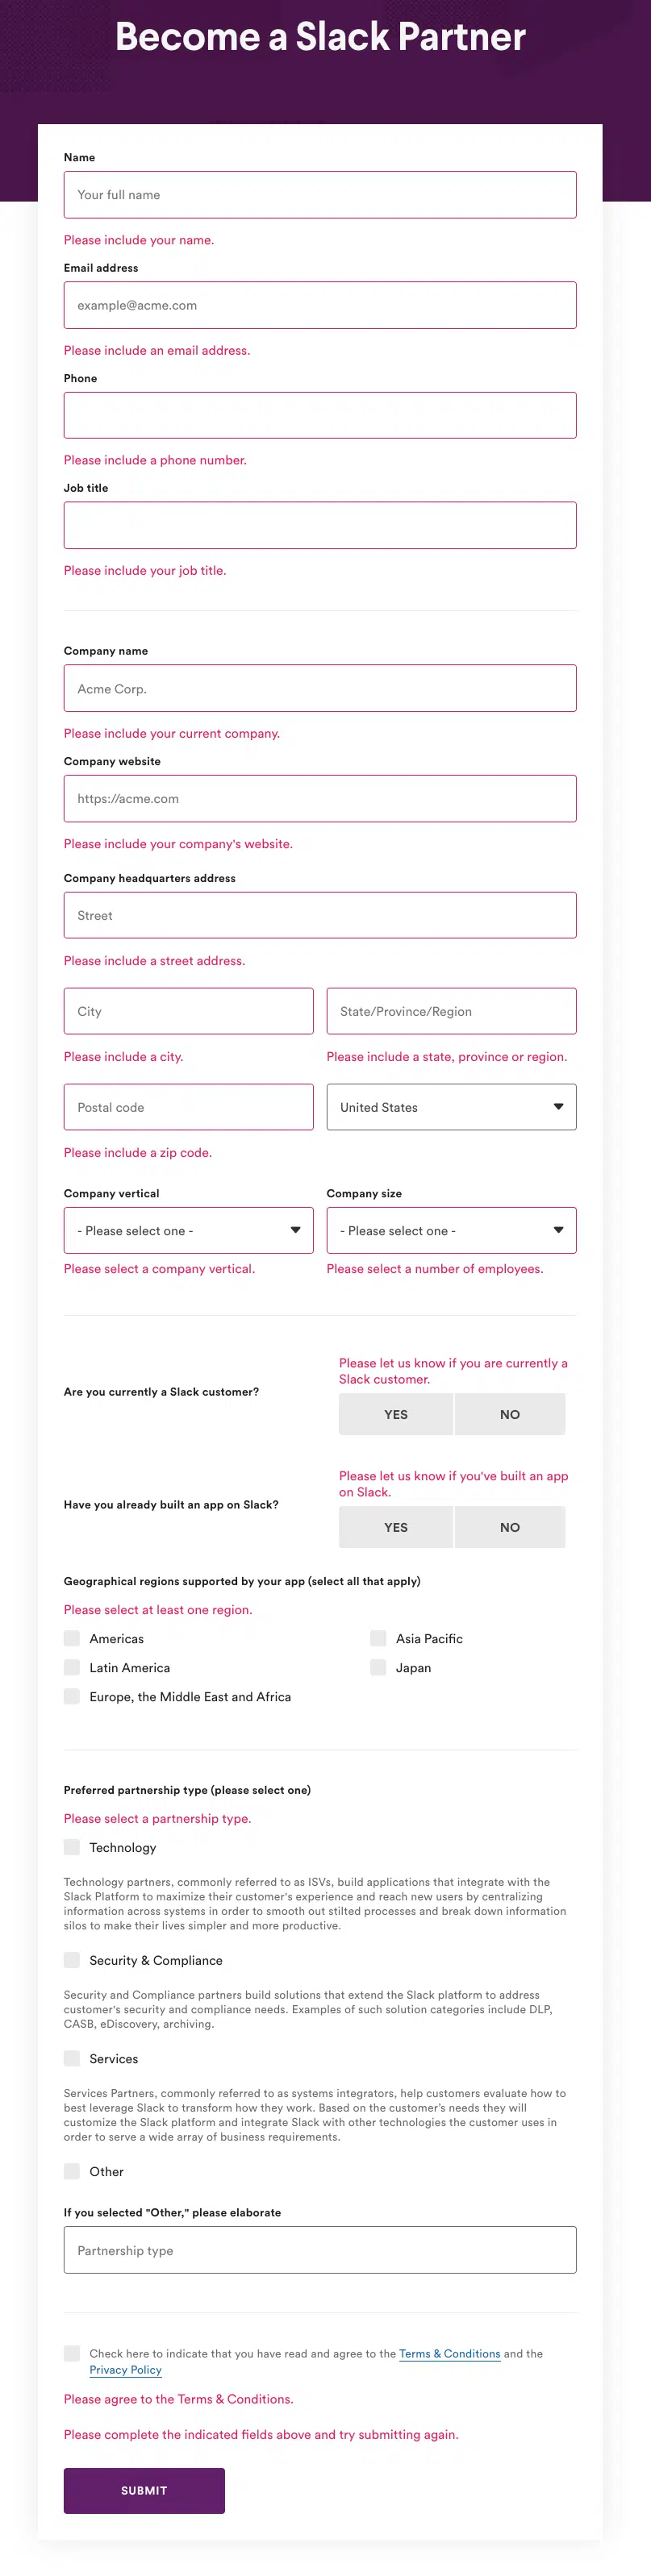 Become a Slack Partner
Name
Your full name
Please include your name.
Email address
example@acme.com
Please include an email address.
Phone
Please include a phone number.
Job title
Please include your job title.
Company name
Acme Corp.
Please include your current company.
Company website
https://acme.com
Please include your company's website.
Company headquarters address
Street
Please include a street address.
City
State/Province/Region
Please include a city.
Please include a state, province or region.
Postal code
United States
Please include a zip code.
Company vertical
Company size
- Please select one -
- Please select one -
Please select a company vertical.
Please select a number of employees.
Please let us know if you are currently a
Slack customer.
Are you currently a Slack customer?
YES
NO
Please let us know if you've built an app
on Slack.
Have you already built an app on Slack?
YES
NO
Geographical regions supported by your app (select all that apply)
Please select at least one region.
Americas
Asia Pacific
Latin America
Japan
Europe, the Middle East and Africa
Preferred partnership type (please select one)
Please select a partnership type.
Technology
Technology partners, commonly referred to as ISVs, build applications that integrate with the
Slack Platform to maximize their customer's experience and reach new users by centralizing
information across systems in order to smooth out stilted processes and break down information
silos to make their lives simpler and more productive.
Security & Compliance
Security and Compliance partners build solutions that extend the Slack platform to address
customer's security and compliance needs. Examples of such solution categories include DLP,
CASB, eDiscovery, archiving.
Services
Services Partners, commonly referred to as systems integrators, help customers evaluate how to
best leverage Slack to transform how they work. Based on the customer's needs they will
customize the Slack platform and integrate Slack with other technologies the customer uses in
order to serve a wide array of business requirements.
Other
If you selected "Other," please elaborate
Partnership type
Check here to indicate that you have read and agree to the Terms & Conditions and the
Privacy Policy
Please agree to the Terms & Conditions.
Please complete the indicated fields above and try submitting again.
SUBMIT